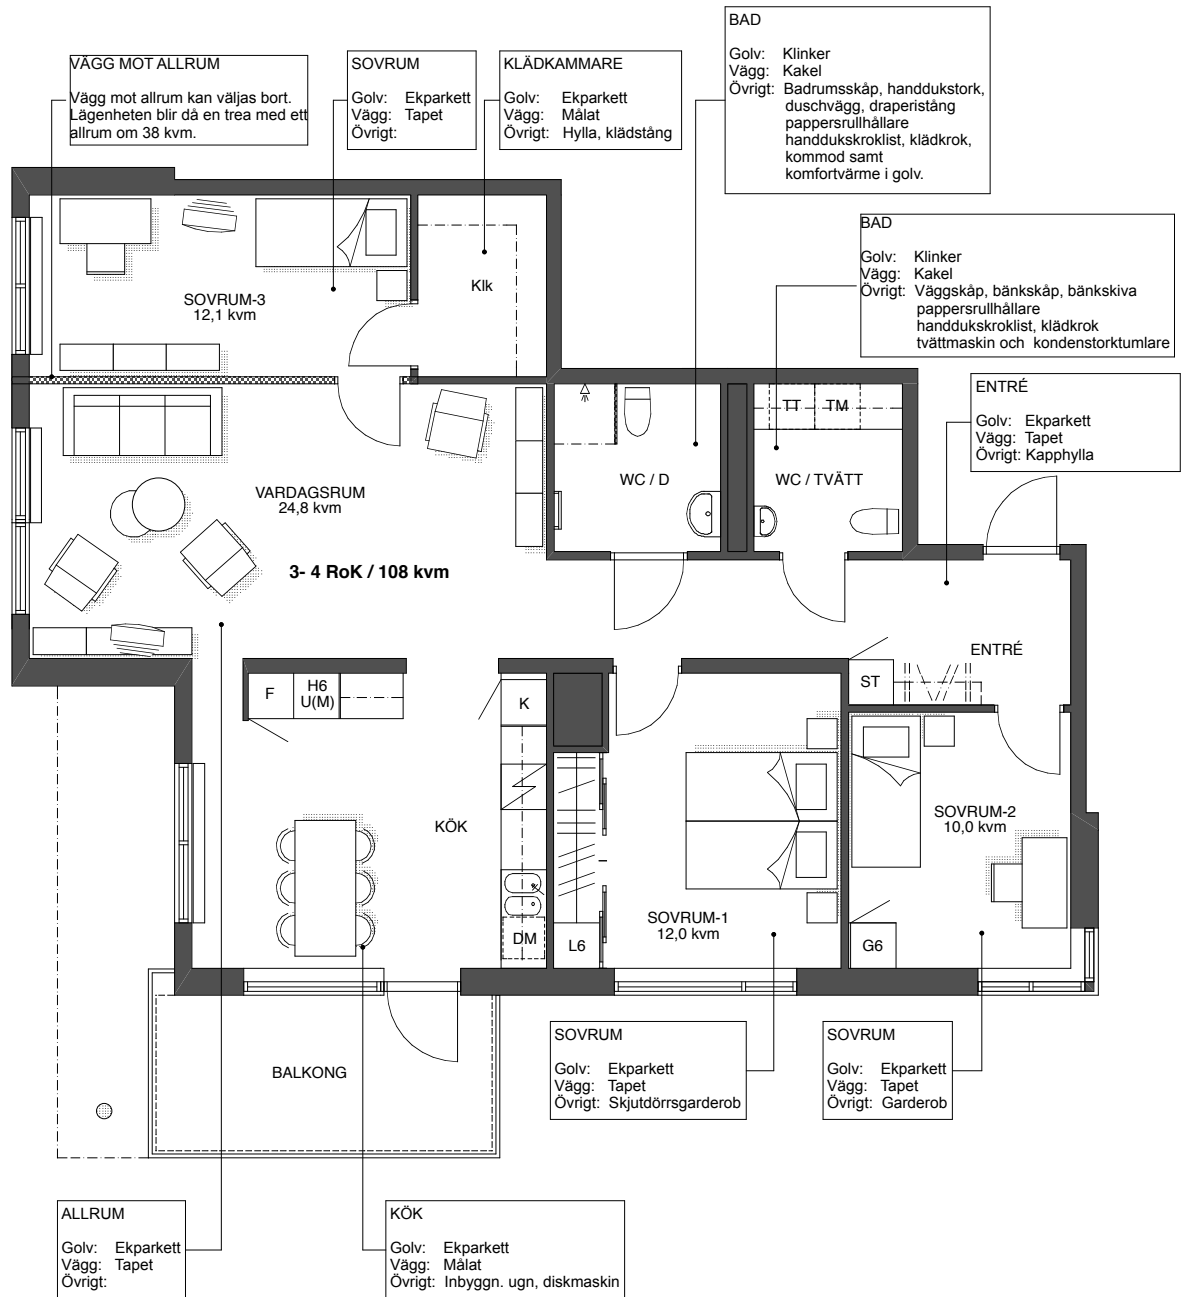 BAD
Golv: Klinker
Vägg: Kakel
Övrigt: Badrumsskåp, handdukstork,
duschvägg, draperistång
pappersrullhållare
handdukskroklist, klädkrok,
kommod samt
komfortvärme i golv.
VÄGG MOT ALLRUM
Vägg mot allrum kan väljas bort.
Lägenheten blir då en trea med ett
allrum om 38 kvm.
SOVRUM
Golv: Ekparkett
Vägg: Tapet
Övrigt:
KLÄDKAMMARE
Golv: Ekparkett
Vägg: Målat
Övrigt: Hylla, klädstång
BAD
Golv: Klinker
Vägg: Kakel
Övrigt: Väggskåp, bänkskåp, bänkskiva
pappersrullhållare
handdukskroklist, klädkrok
tvättmaskin och kondenstorktumlare
ENTRÉ
Golv: Ekparkett
Vägg: Tapet
Övrigt: Kapphylla
SOVRUM-3
12,1 kvm
Klk
TT
TM
WC / D
WC / TVÄTT
VARDAGSRUM
24,8 kvm
3- 4 RoK / 108 kvm
ENTRÉ
ST
F
H6
U(M)
K
KÖK
DM
L6
SOVRUM-1
12,0 kvm
SOVRUM-2
10,0 kvm
G6
BALKONG
SOVRUM
Golv: Ekparkett
Vägg: Tapet
Övrigt: Skjutdörrsgarderob
SOVRUM
Golv: Ekparkett
Vägg: Tapet
Övrigt: Garderob
ALLRUM
Golv: Ekparkett
Vägg: Tapet
Övrigt:
KÖK
Golv: Ekparkett
Vägg: Målat
Övrigt: Inbyggn. ugn, diskmaskin